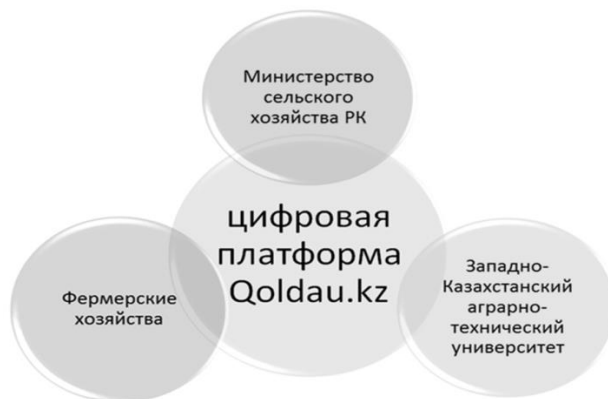 Министерство
сельского
хозяйства РК
цифровая
платформа
Qoldau.kz
Фермерские
хозяйства
Западно-
Казахстанский
аграрно-
технический
университет